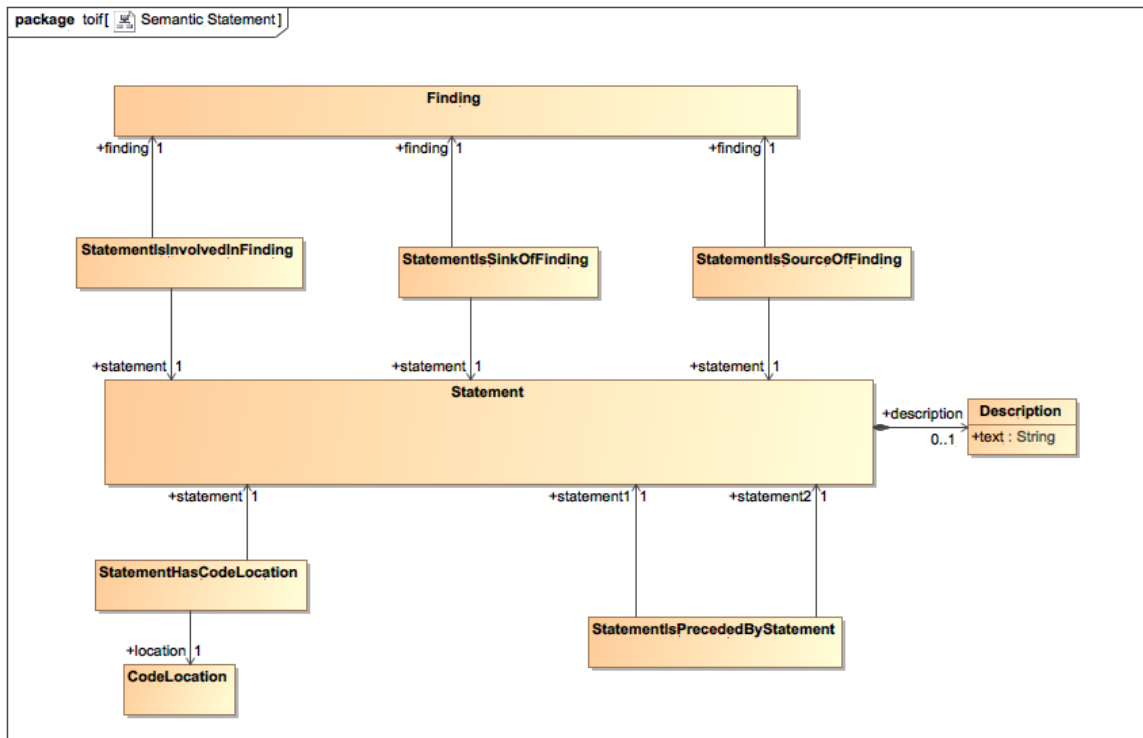 package toif[ Semantic Statement]
Finding
+finding 1
+finding 1
+finding 1
StatementIsInvolvedInFinding
StatementIsSinkOfFinding
StatementIsSourceOfFinding
+statement 1
+statement 1
+statement 1
Statement
+description
0..1
Description
+text : String
+statement 1
+statement1 1
+statement2 1
StatementHasCodeLocation
StatementIsPrecededByStatement
+location 1
CodeLocation